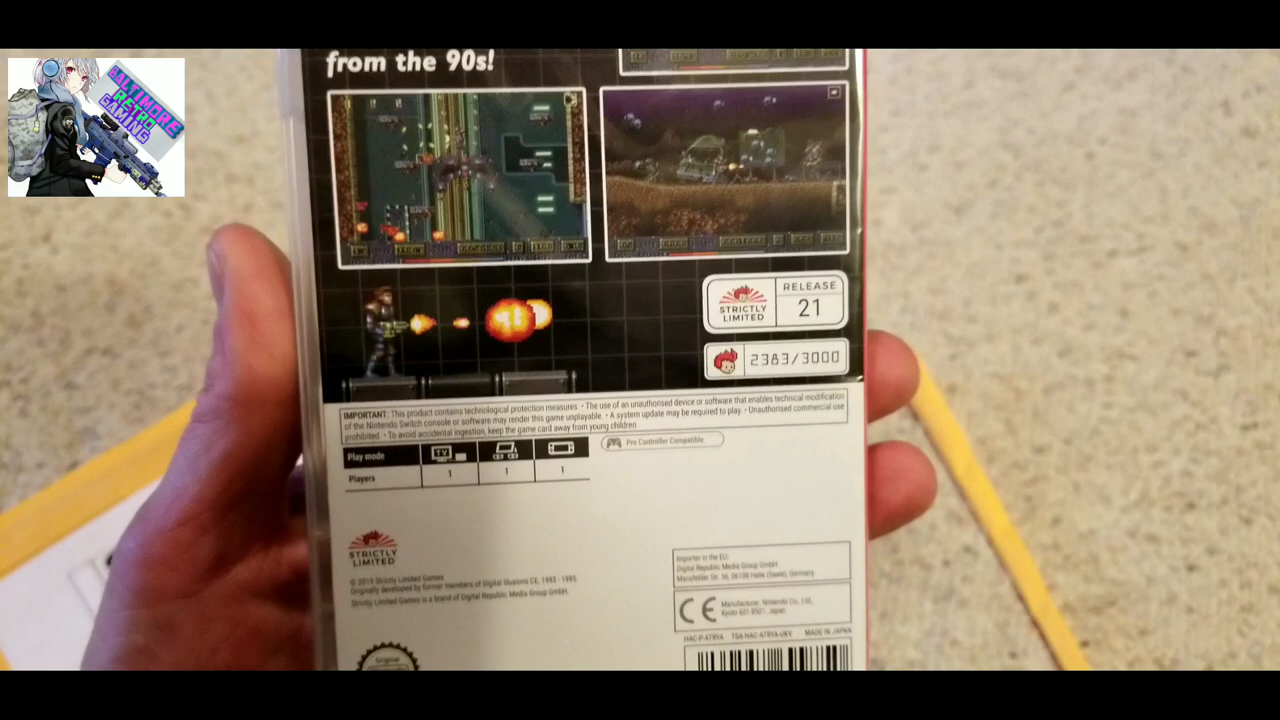 BALTIMORE
RETRO
GAMING
from the 90s!
STRICTLY
LIMITED
RELEASE
21
2383/3000
IMPORTANT: This product contains technological protection measures. • The use of an unauthorised device or software that enables technical modification
of the Nintendo Switch console or software may render this game unplayable. • A system update may be required to play. • Unauthorised commercial use
prohibited. • To avoid accidental ingestion, keep the game card away from young children
Play mode
TV
Pro Controller Compatible.
Players
1 1 1
STRICTLY
LIMITED
© 2019 Strictly Limited Games
Originally developed by former members of Digital Illusions CE, 1993 - 1995.
Strictly Limited Games is a brand of Digital Republic Media Group GmbH.
Importer in the EU:
Digital Republic Media Group GmbH
Mansfelder Str. 56, 06108 Halle (Saale), Germany
CE
Manufacturer: Nintendo Co., Ltd.,
Kyoto 601-8501, Japan
HAC-P-ATRYA TSA-HAC-ATRYA-UKV MADE IN JAPAN
Original